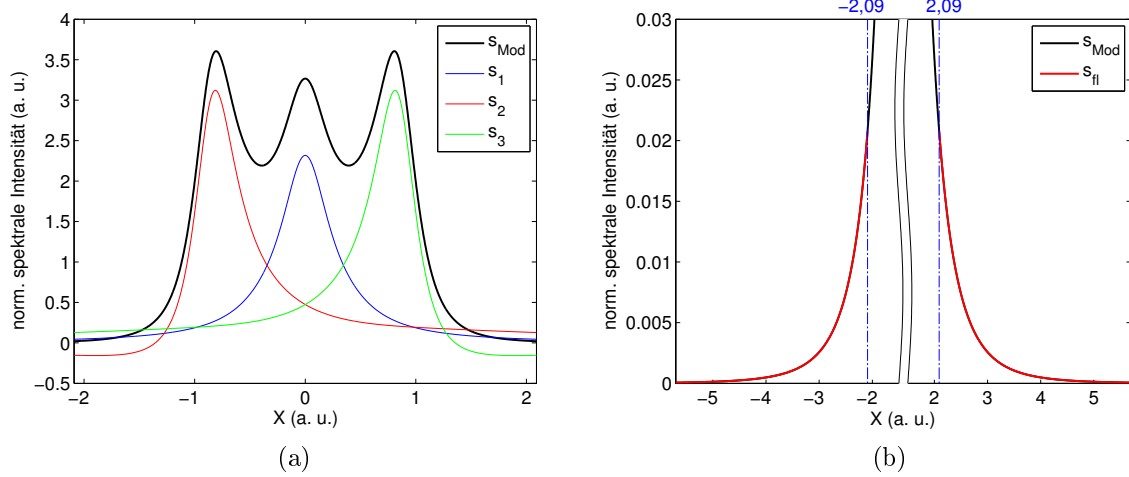 4
3.5
3
2.5
2
1.5
1
0.5
0
−0.5
norm. spektrale Intensität (a. u.)
−2
−1
0
1
2
X (a. u.)
s_Mod
s_1
s_2
s_3
(a)
−2,09
2,09
0.03
0.025
0.02
0.015
0.01
0.005
0
norm. spektrale Intensität (a. u.)
−5
−4
−3
−2
2
3
4
5
X (a. u.)
s_Mod
s_fl
(b)